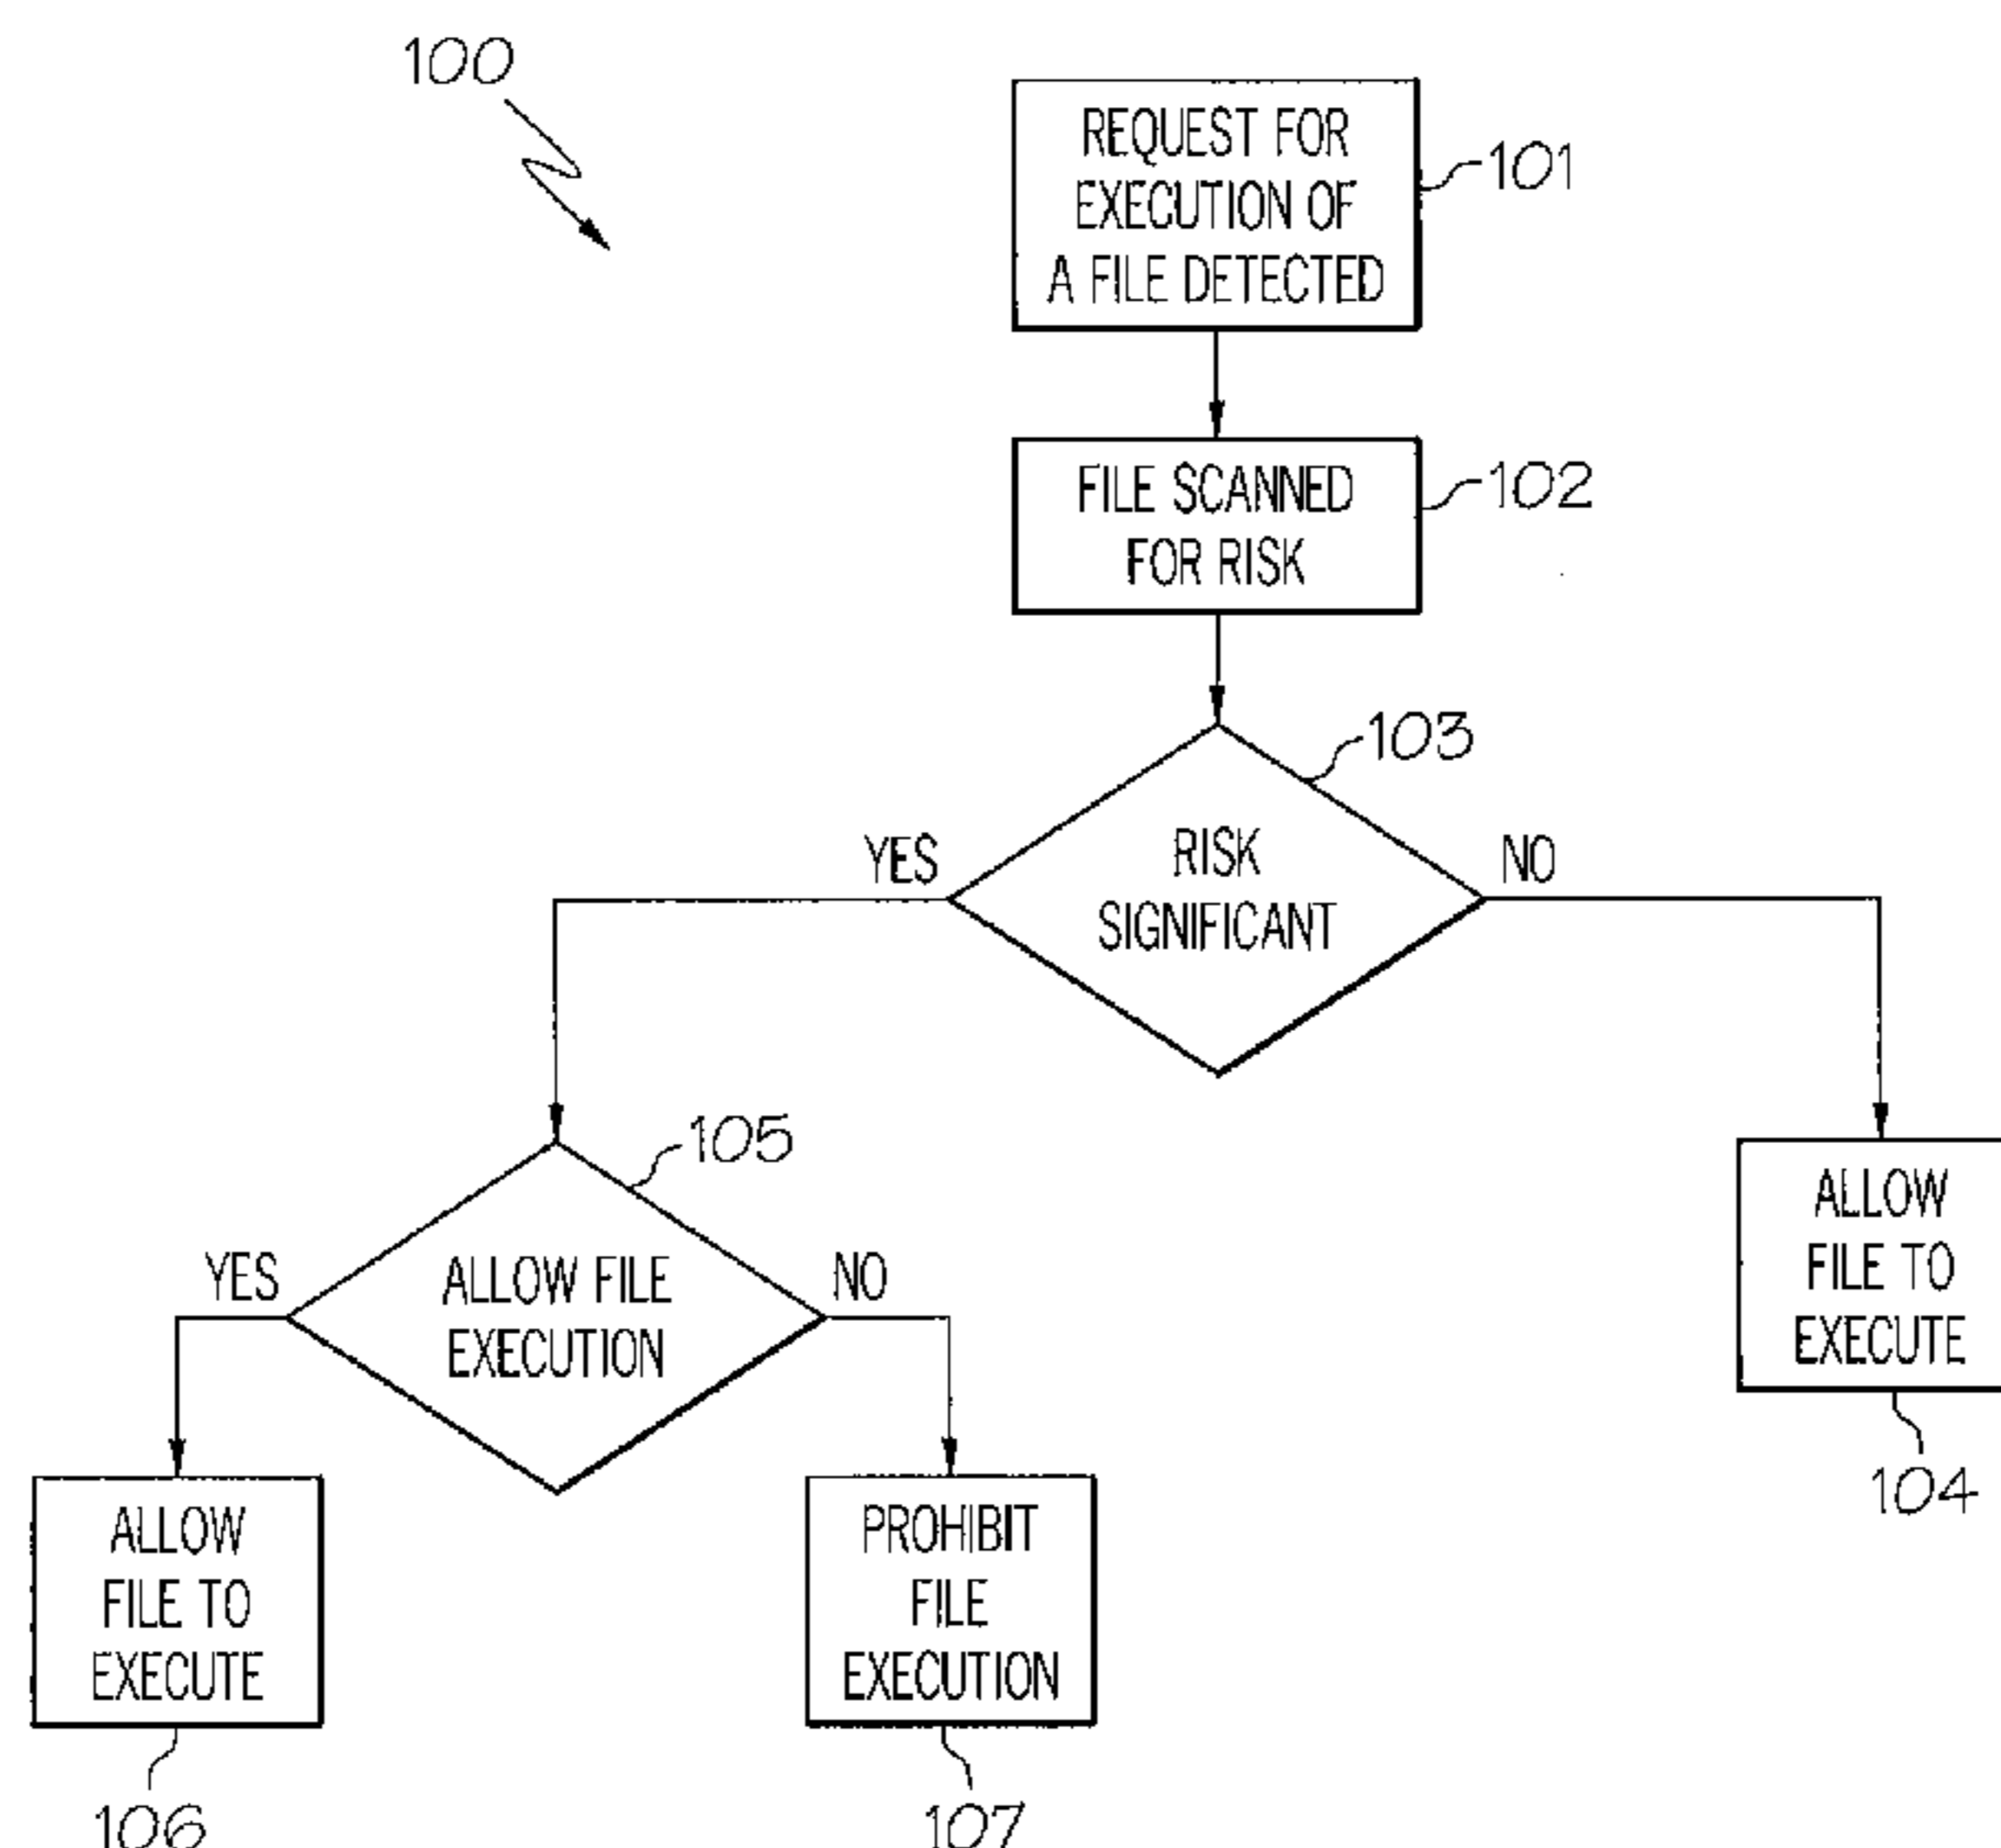 100
REQUEST FOR
EXECUTION OF
A FILE DETECTED
101
FILE SCANNED
FOR RISK
102
103
YES
RISK
SIGNIFICANT
NO
105
YES
ALLOW FILE
EXECUTION
NO
ALLOW
FILE TO
EXECUTE
104
ALLOW
FILE TO
EXECUTE
106
PROHIBIT
FILE
EXECUTION
107